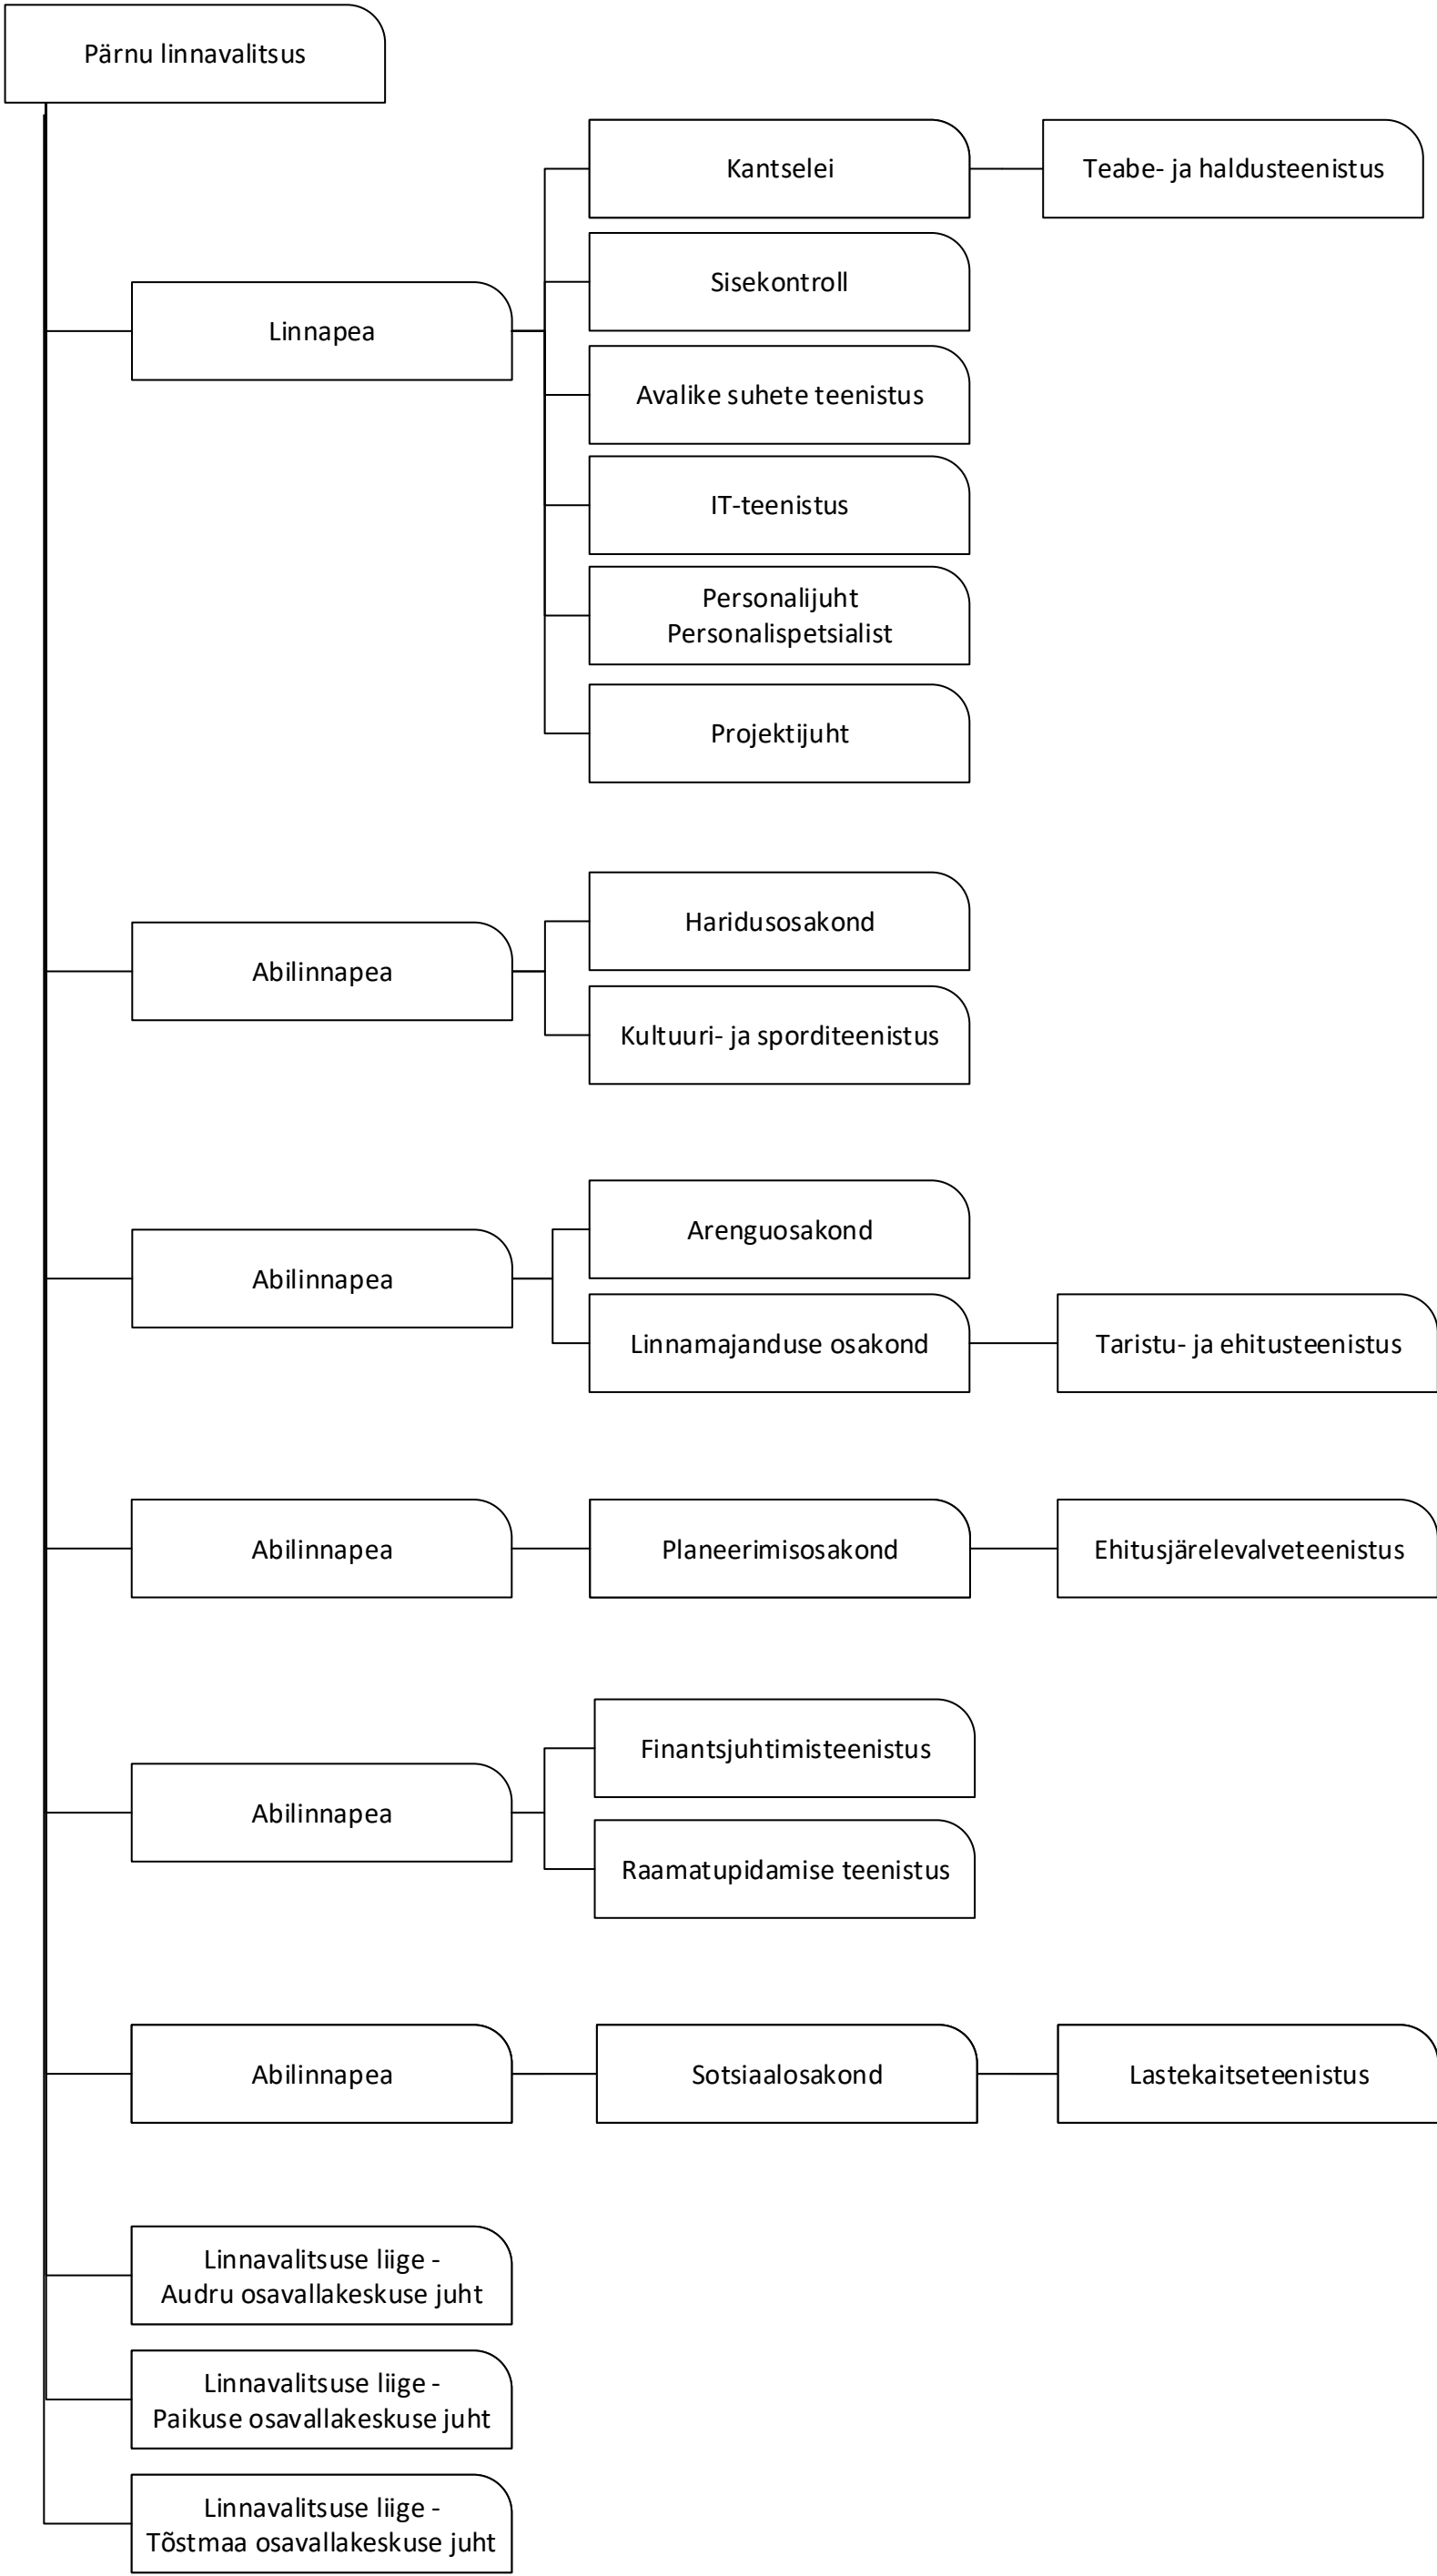 Pärnu linnavalitsus
Kantselei
Teabe- ja haldusteenistus
Sisekontroll
Linnapea
Avalike suhete teenistus
IT-teenistus
Personalijuht
Personalispetsialist
Projektijuht
Haridusosakond
Abilinnapea
Kultuuri- ja sporditeenistus
Arenguosakond
Abilinnapea
Linnamajanduse osakond
Taristu- ja ehitusteenistus
Abilinnapea
Planeerimisosakond
Ehitusjärelevalveteenistus
Finantsjuhtimisteenistus
Abilinnapea
Raamatupidamise teenistus
Abilinnapea
Sotsiaalosakond
Lastekaitseteenistus
Linnavalitsuse liige -
Audru osavallakeskuse juht
Linnavalitsuse liige -
Paikuse osavallakeskuse juht
Linnavalitsuse liige -
Tõstmaa osavallakeskuse juht